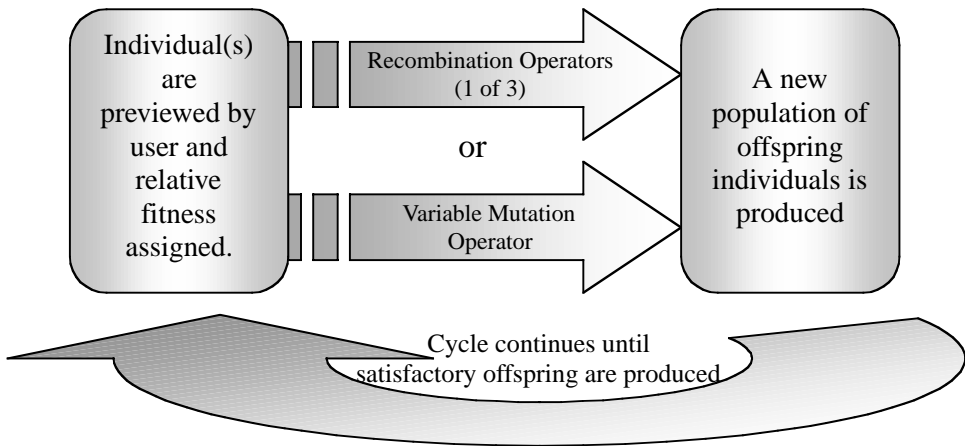 Individual(s)
are
previewed by
user and
relative
fitness
assigned.
Recombination Operators
(1 of 3)
or
Variable Mutation
Operator
A new
population of
offspring
individuals is
produced
Cycle continues until
satisfactory offspring are produced